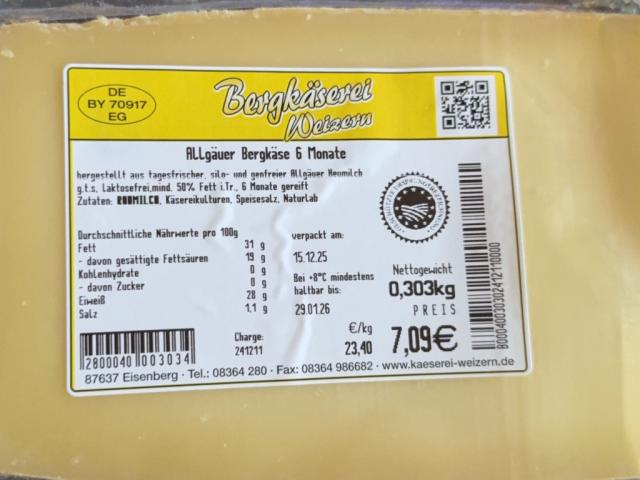 DE
BY 70917
EG
Bergkäserei
Weizern
Allgäuer Bergkäse 6 Monate
hergestellt aus tagesfrischer, silo- und genfreier Allgäuer Heumilch
g.t.s, Laktosefrei,mind. 50% Fett i.Tr., 6 Monate gereift
Zutaten: ROHMILCH, Käsereikulturen, Speisesalz, Naturlab
Durchschnittliche Nährwerte pro 100g
Fett 31 g
- davon gesättigte Fettsäuren 19 g
Kohlenhydrate 0 g
- davon Zucker 0 g
Eiweiß 28 g
Salz 1,1 g
verpackt am:
15.12.25
Bei +8°C mindestens
haltbar bis:
29.01.26
Nettogewicht
0,303kg
PREIS
7,09€
€/kg
23,40
Charge:
241211
2800040 003034
800040030302412110000
87637 Eisenberg · Tel.: 08364 280 · Fax: 08364 986682 · www.kaeserei-weizern.de